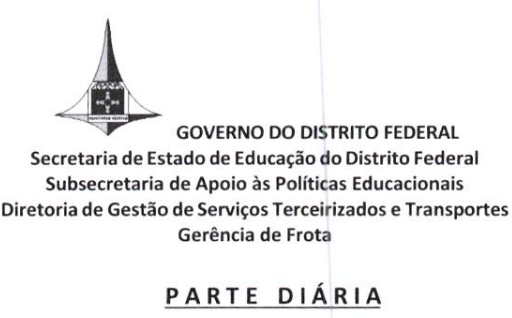 GOVERNO DO DISTRITO FEDERAL
Secretaria de Estado de Educação do Distrito Federal
Subsecretaria de Apoio às Políticas Educacionais
Diretoria de Gestão de Serviços Terceirizados e Transportes
Gerência de Frota
PARTE DIÁRIA